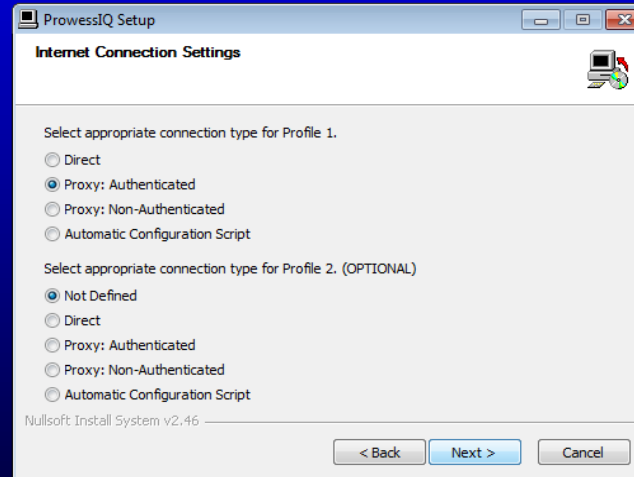 ProwessIQ Setup
Internet Connection Settings
Select appropriate connection type for Profile 1.
Direct
Proxy: Authenticated
Proxy: Non-Authenticated
Automatic Configuration Script
Select appropriate connection type for Profile 2. (OPTIONAL)
Not Defined
Direct
Proxy: Authenticated
Proxy: Non-Authenticated
Automatic Configuration Script
Nullsoft Install System v2.46
< Back Next > Cancel